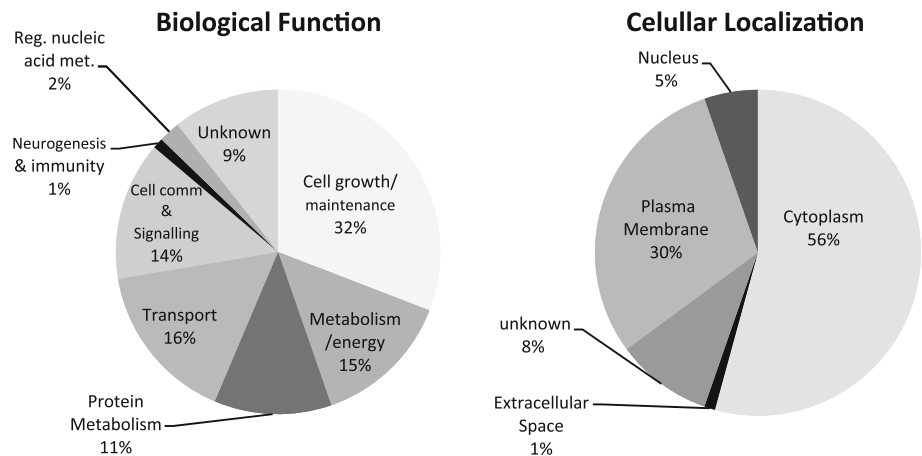 Biological Function
Reg. nucleic
acid met.
2%
Neurogenesis
& immunity
1%
Unknown
9%
Cell growth/
maintenance
32%
Cell comm
&
Signalling
14%
Transport
16%
Metabolism
/energy
15%
Protein
Metabolism
11%
Celullar Localization
Nucleus
5%
Plasma
Membrane
30%
Cytoplasm
56%
unknown
8%
Extracellular
Space
1%